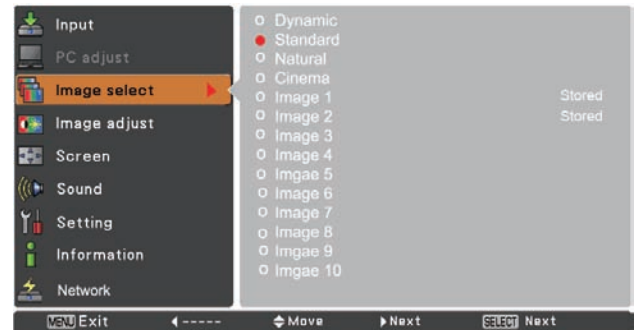 Input
PC adjust
Image select
Image adjust
Screen
Sound
Setting
Information
Network
Dynamic
Standard
Natural
Cinema
Image 1 Stored
Image 2 Stored
Image 3
Image 4
Imgae 5
Image 6
Image 7
Image 8
Imgae 9
Imgae 10
MENU Exit ◀----- ◆Move ▶Next SELECT Next